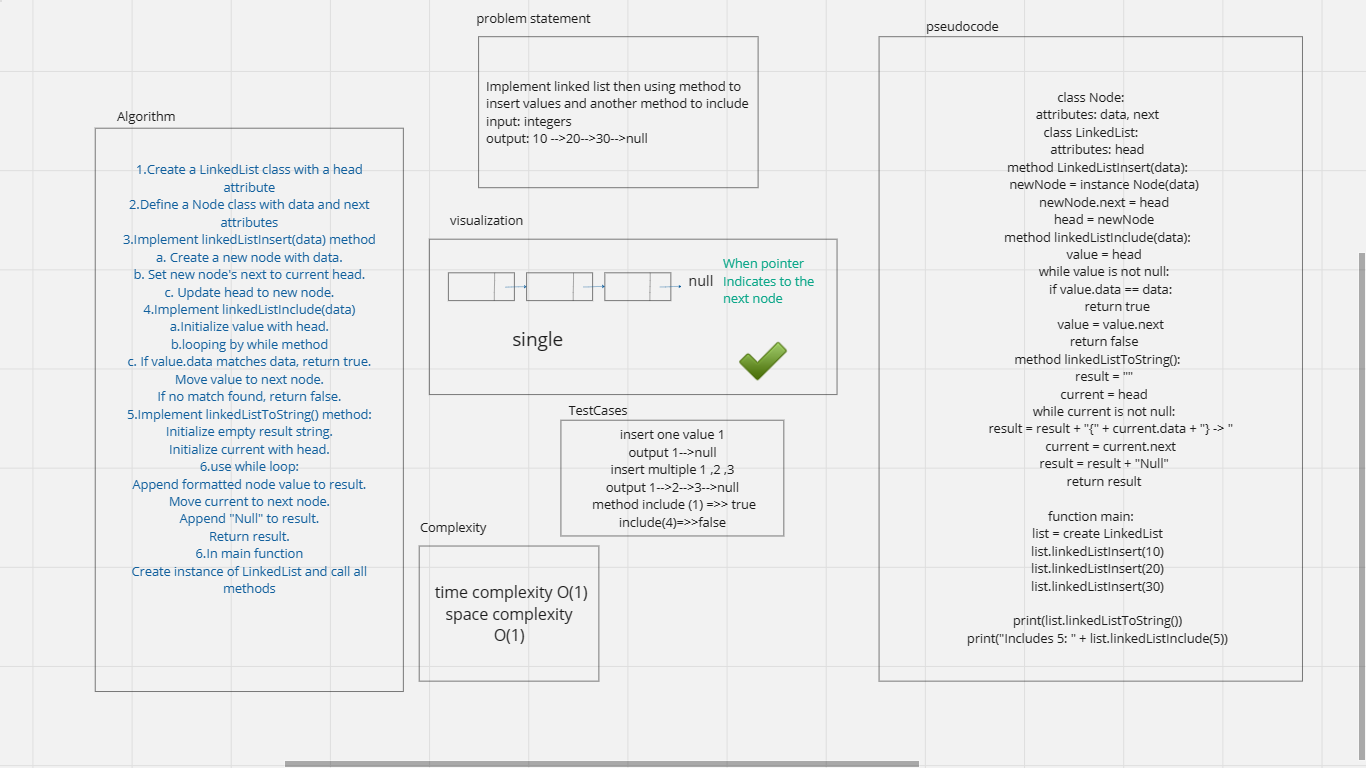 problem statement
Implement linked list then using method to
insert values and another method to include
input: integers
output: 10 -->20-->30-->null
Algorithm
1.Create a LinkedList class with a head
attribute
2.Define a Node class with data and next
attributes
3.Implement linkedListInsert(data) method
a. Create a new node with data.
b. Set new node's next to current head.
c. Update head to new node.
4.Implement linkedListInclude(data)
a.Initialize value with head.
b.looping by while method
c. If value.data matches data, return true.
Move value to next node.
If no match found, return false.
5.Implement linkedListToString() method:
Initialize empty result string.
Initialize current with head.
6.use while loop:
Append formatted node value to result.
Move current to next node.
Append "Null" to result.
Return result.
6.In main function
Create instance of LinkedList and call all
methods
visualization
null
When pointer
Indicates to the
next node
single
TestCases
insert one value 1
output 1-->null
insert multiple 1 ,2 ,3
output 1-->2-->3-->null
method include (1) =>> true
include(4)=>>false
Complexity
time complexity O(1)
space complexity
O(1)
pseudocode
class Node:
attributes: data, next
class LinkedList:
attributes: head
method LinkedListInsert(data):
newNode = instance Node(data)
newNode.next = head
head = newNode
method linkedListInclude(data):
value = head
while value is not null:
if value.data == data:
return true
value = value.next
return false
method linkedListToString():
result = ""
current = head
while current is not null:
result = result + "{" + current.data + "} -> "
current = current.next
result = result + "Null"
return result
function main:
list = create LinkedList
list.linkedListInsert(10)
list.linkedListInsert(20)
list.linkedListInsert(30)
print(list.linkedListToString())
print("Includes 5: " + list.linkedListInclude(5))